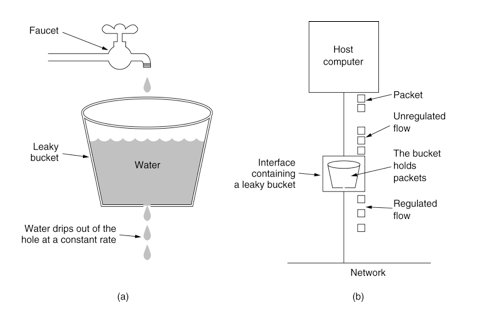 Faucet
Leaky
bucket
Water
Water drips out of the
hole at a constant rate
(a)
Host
computer
Packet
Unregulated
flow
Interface
containing
a leaky bucket
The bucket
holds
packets
Regulated
flow
Network
(b)